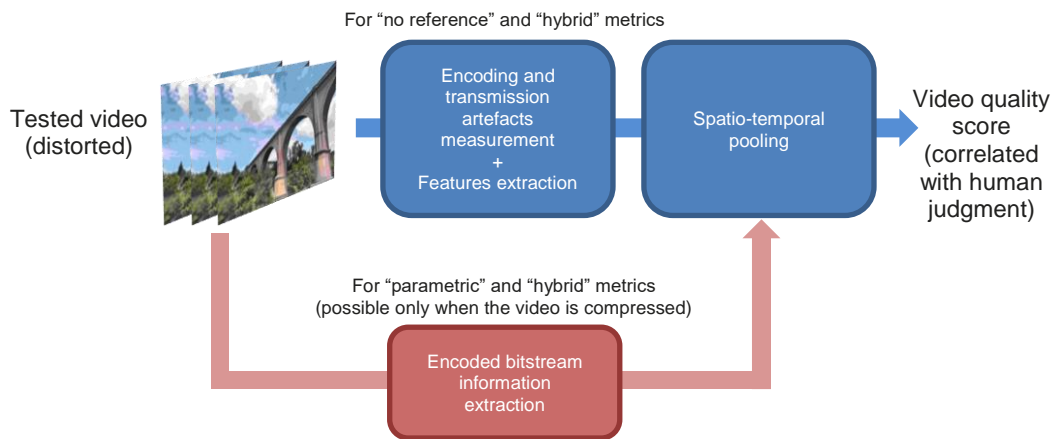 For “no reference” and “hybrid” metrics
Tested video
(distorted)
Encoding and
transmission
artefacts
measurement
+
Features extraction
Spatio-temporal
pooling
Video quality
score
(correlated
with human
judgment)
For “parametric” and “hybrid” metrics
(possible only when the video is compressed)
Encoded bitstream
information
extraction